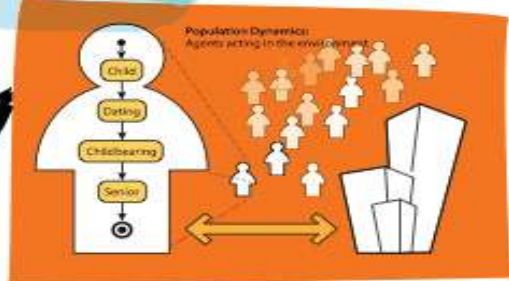 Population Dynamics:
Agents acting in the environment
Child
Dating
Childbearing
Senior